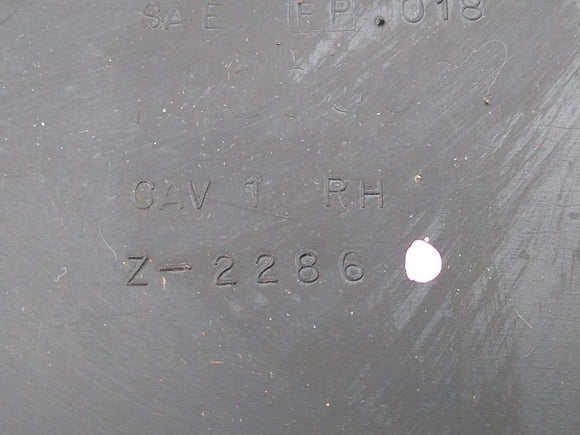 SAE PP 018
CAV 1 RH
Z-2286